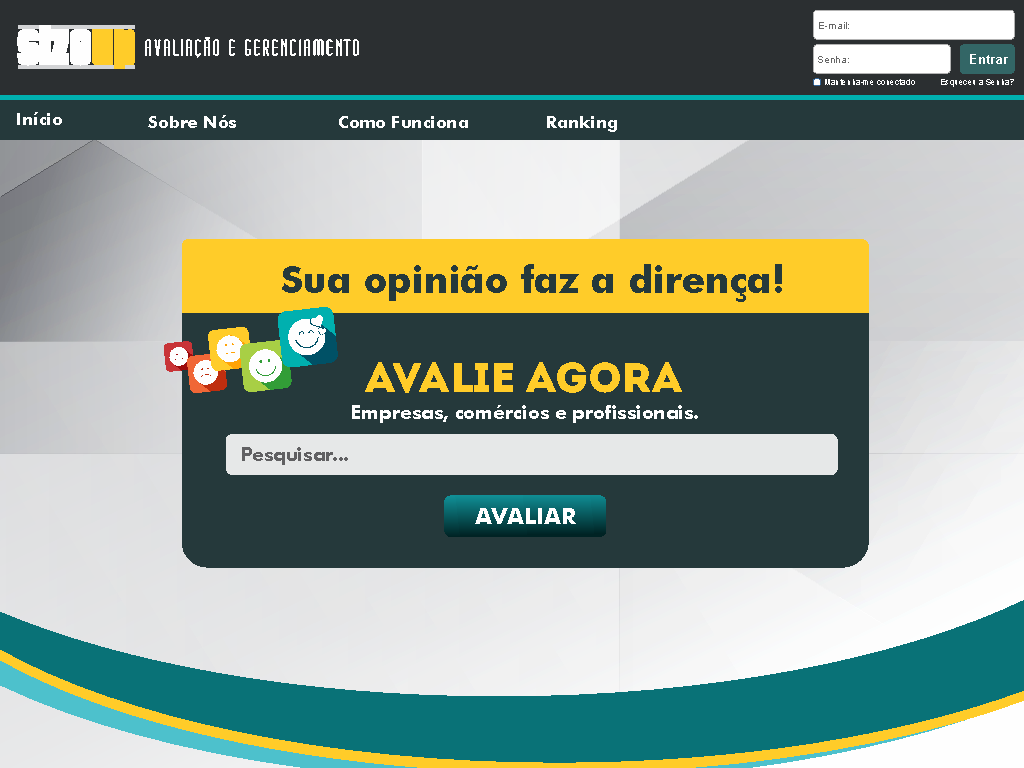 AVALIAÇÃO E GERENCIAMENTO
E-mail:
Senha:
Entrar
Mantenha-me conectado
Esqueceu a Senha?
Início
Sobre Nós
Como Funciona
Ranking
Sua opinião faz a dirença!
AVALIE AGORA
Empresas, comércios e profissionais.
Pesquisar...
AVALIAR